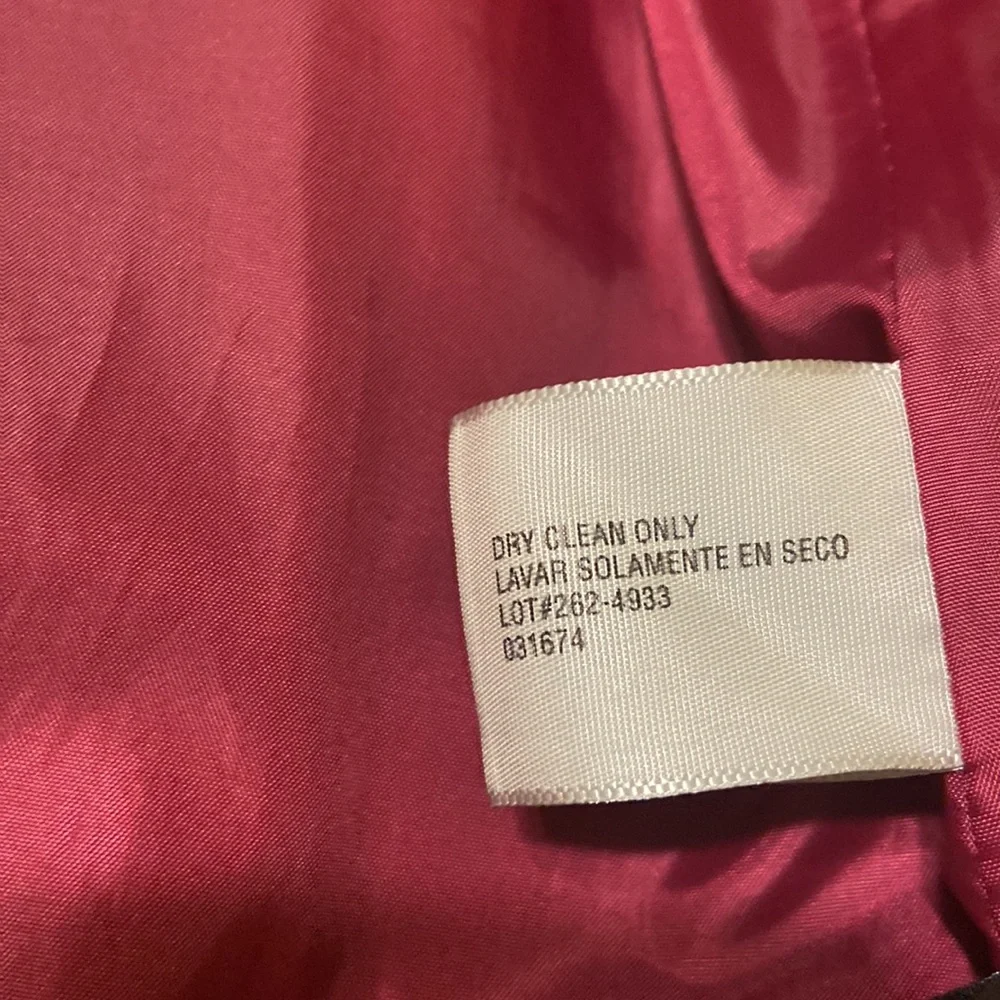 DRY CLEAN ONLY
LAVAR SOLAMENTE EN SECO
LOT#262-4933
031674